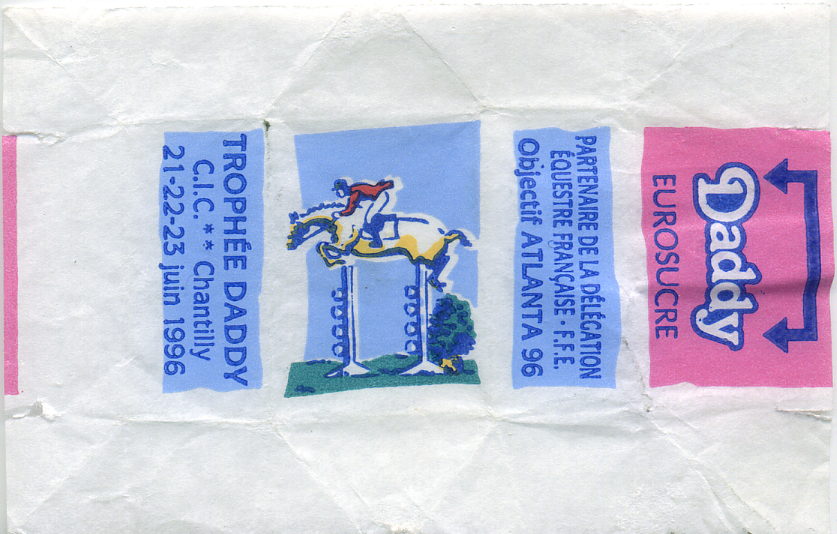 Daddy
EUROSUCRE
PARTENAIRE DE LA DÉLÉGATION
ÉQUESTRE FRANÇAISE - F.F.E.
Objectif ATLANTA 96
TROPHÉE DADDY
C.I.C. ** Chantilly
21-22-23 juin 1996